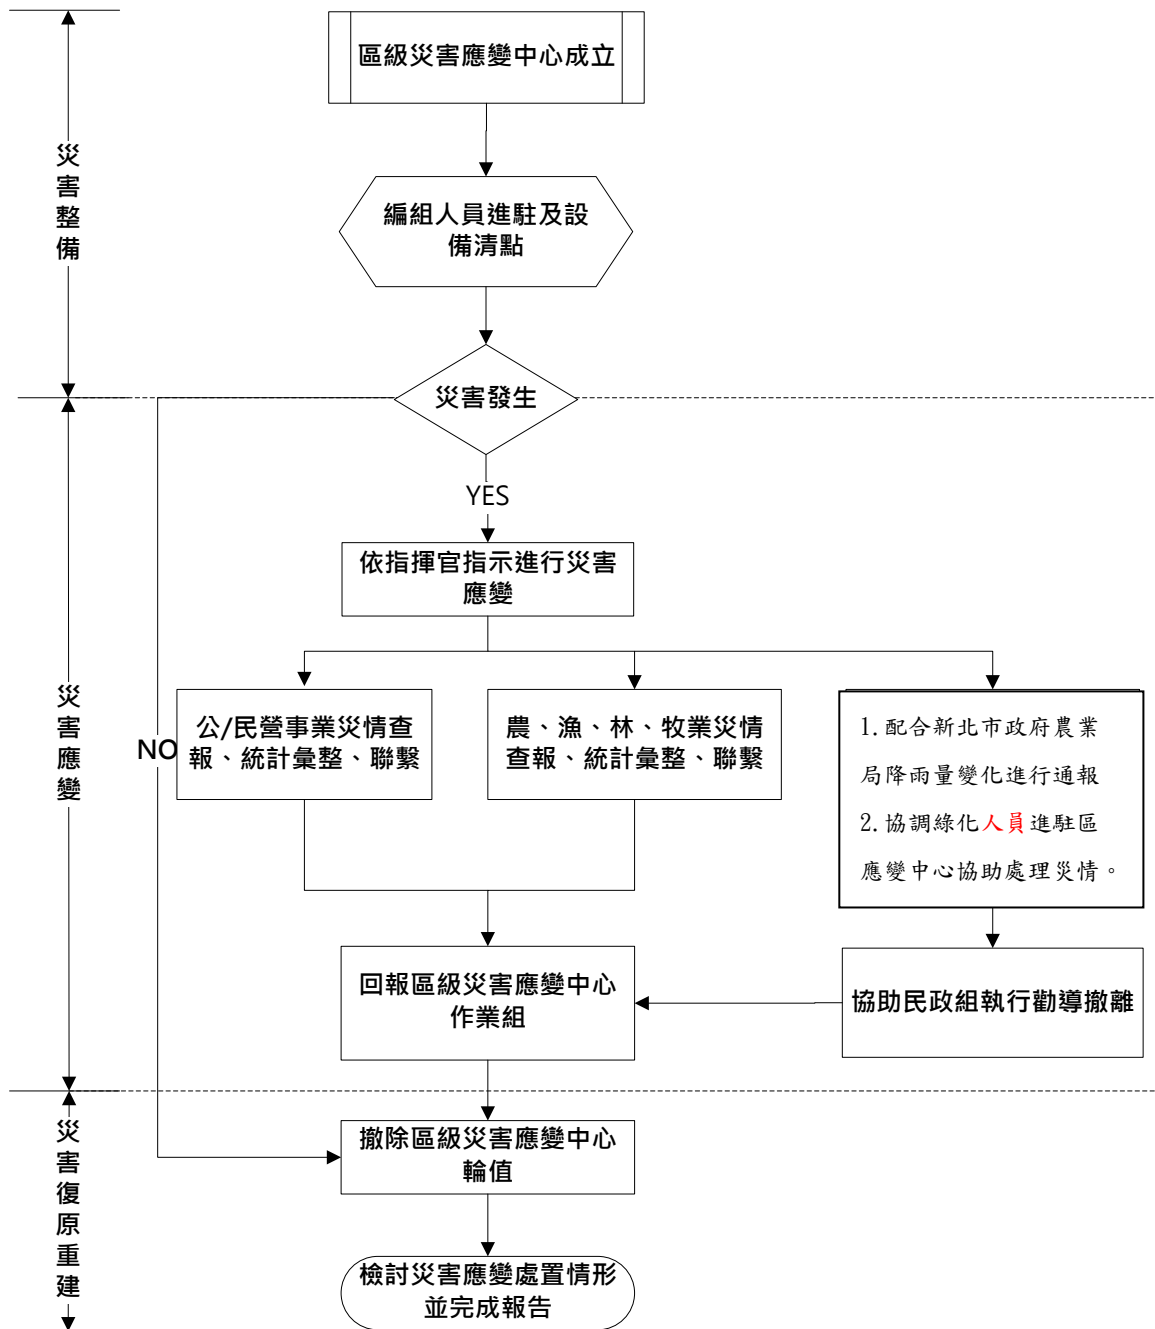 區級災害應變中心成立
災害整備
編組人員進駐及設
備清點
災害發生
YES
依指揮官指示進行災害
應變
災害應變
NO
公/民營事業災情查
報、統計彙整、聯繫
農、漁、林、牧業災情
查報、統計彙整、聯繫
1.配合新北市政府農業
局降雨量變化進行通報
2.協調綠化人員進駐區
應變中心協助處理災情。
回報區級災害應變中心
作業組
協助民政組執行勸導撤離
災害復原重建
撤除區級災害應變中心
輪值
檢討災害應變處置情形
並完成報告